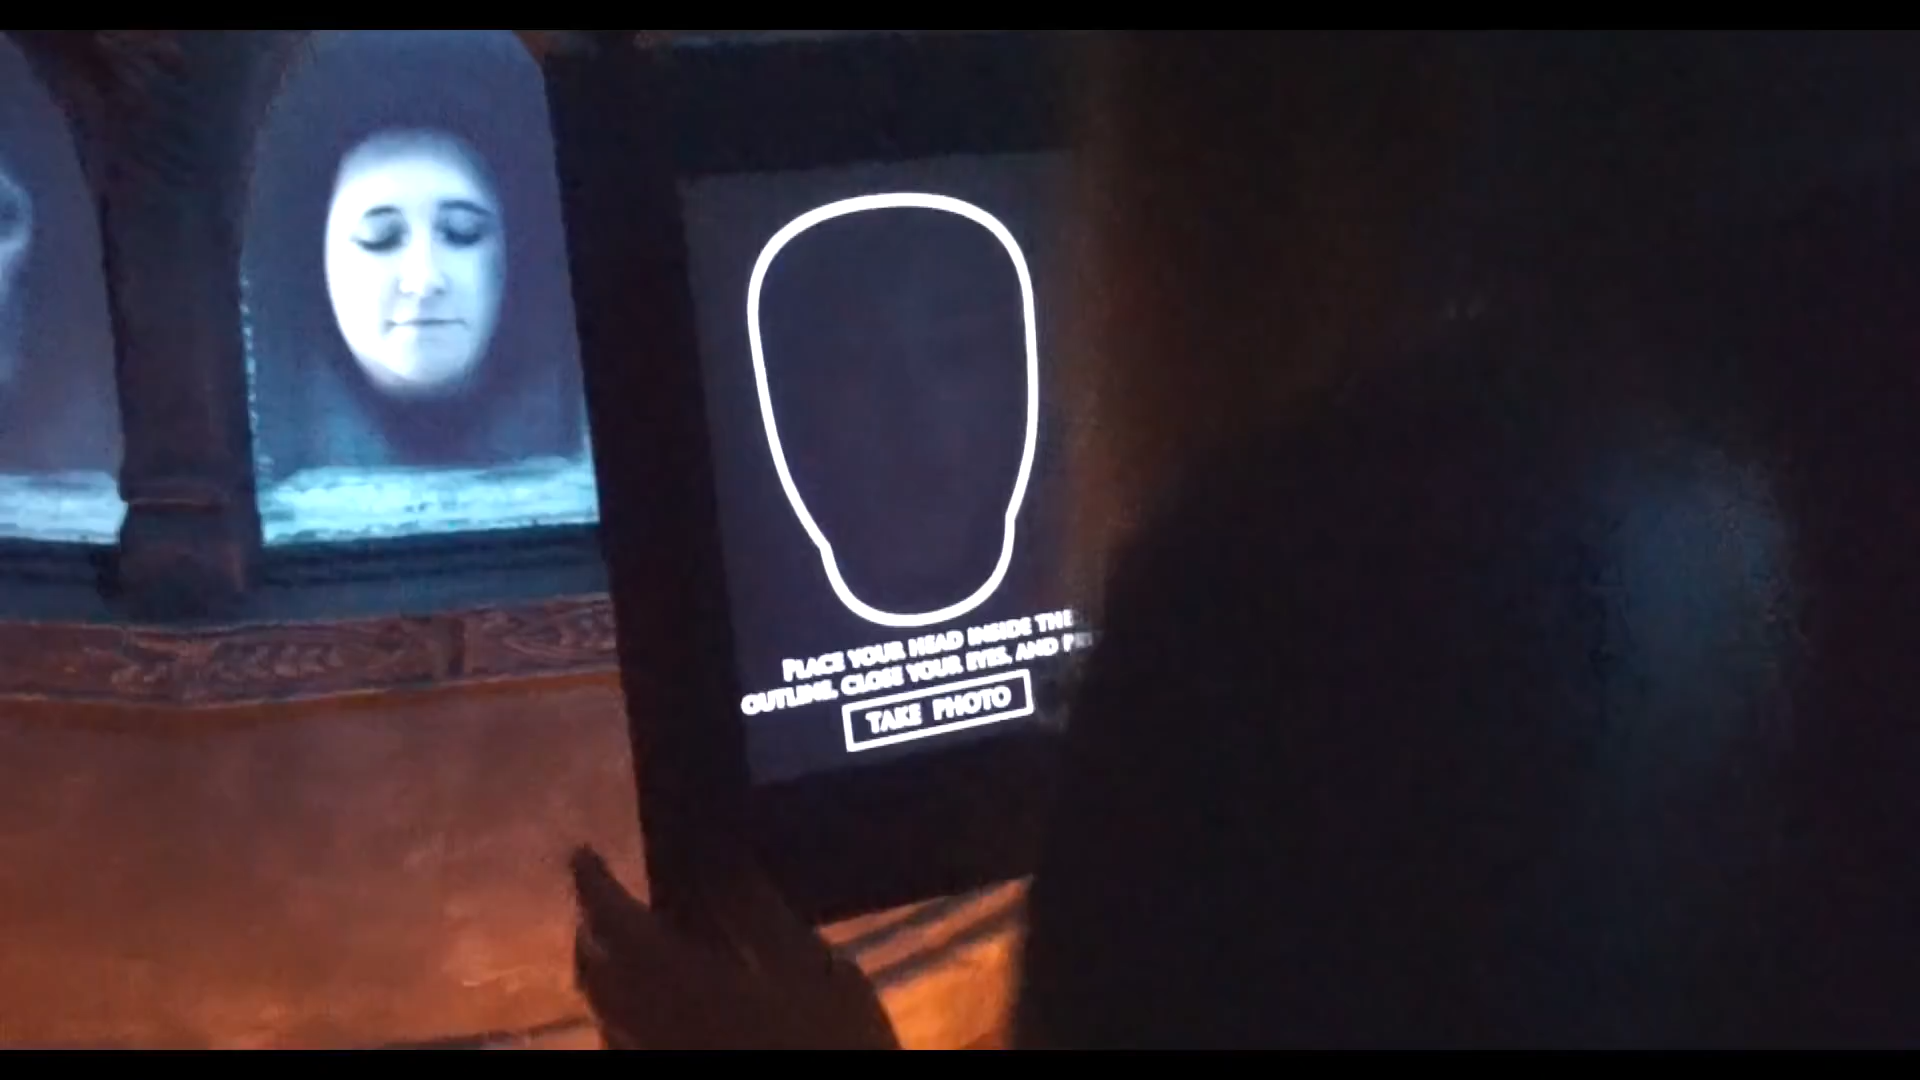 PLACE YOUR HEAD INSIDE THE
OUTLINE, CLOSE YOUR EYES, AND
TAKE PHOTO